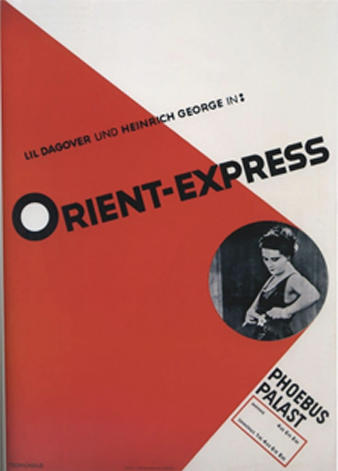 LIL DAGOVER UND HEINRICH GEORGE IN:
ORIENT-EXPRESS
PHOEBUS
PALAST